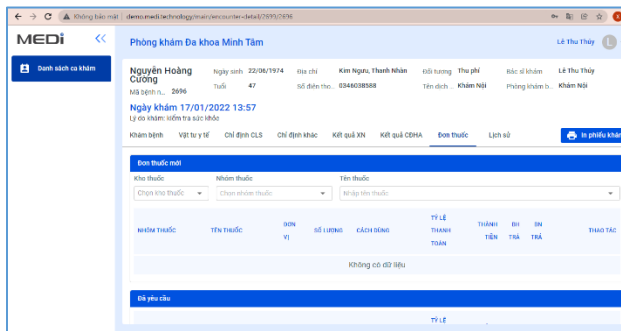 Không bảo mật | demo.medi.technology/main/encounter-detail/2699/2696
MEDi
Phòng khám Đa khoa Minh Tâm
Lê Thu Thủy
L
Danh sách ca khám
Nguyễn Hoàng Cường
Ngày sinh 22/06/1974
Địa chỉ Kim Ngưu, Thanh Nhàn
Đối tượng Thu phí
Bác sĩ khám Lê Thu Thủy
Mã bệnh n... 2696
Số điện tho... 0346038588
Tuổi 47
Tên dịch ... Khám Nội
Phòng khám b... Khám Nội
Ngày khám 17/01/2022 13:57
Lý do khám: kiểm tra sức khỏe
Khám bệnh Vật tư y tế Chỉ định CLS Chỉ định khác Kết quả XN Kết quả CĐHA Đơn thuốc Lịch sử
In phiếu khám
Đơn thuốc mới
Kho thuốc Nhóm thuốc Tên thuốc
Chọn kho thuốc Chọn nhóm thuốc Nhập tên thuốc
NHÓM THUỐC TÊN THUỐC ĐƠN VỊ SỐ LƯỢNG CÁCH DÙNG TỶ LỆ THANH TOÁN THÀNH TIỀN BH TRẢ BN TRẢ THAO TÁC
Không có dữ liệu
Đã yêu cầu
TỶ LỆ